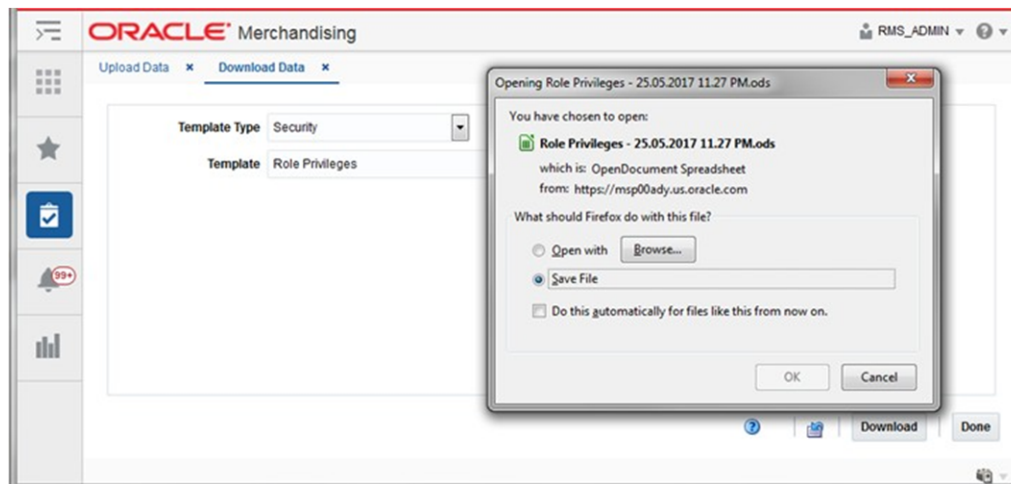 ORACLE® Merchandising
RMS_ADMIN
Upload Data × Download Data ×
Template Type Security
Template Role Privileges
99+
Opening Role Privileges - 25.05.2017 11.27 PM.ods
You have chosen to open:
Role Privileges - 25.05.2017 11.27 PM.ods
which is: OpenDocument Spreadsheet
from: https://msp00ady.us.oracle.com
What should Firefox do with this file?
Open with Browse...
Save File
Do this automatically for files like this from now on.
OK Cancel
Download Done